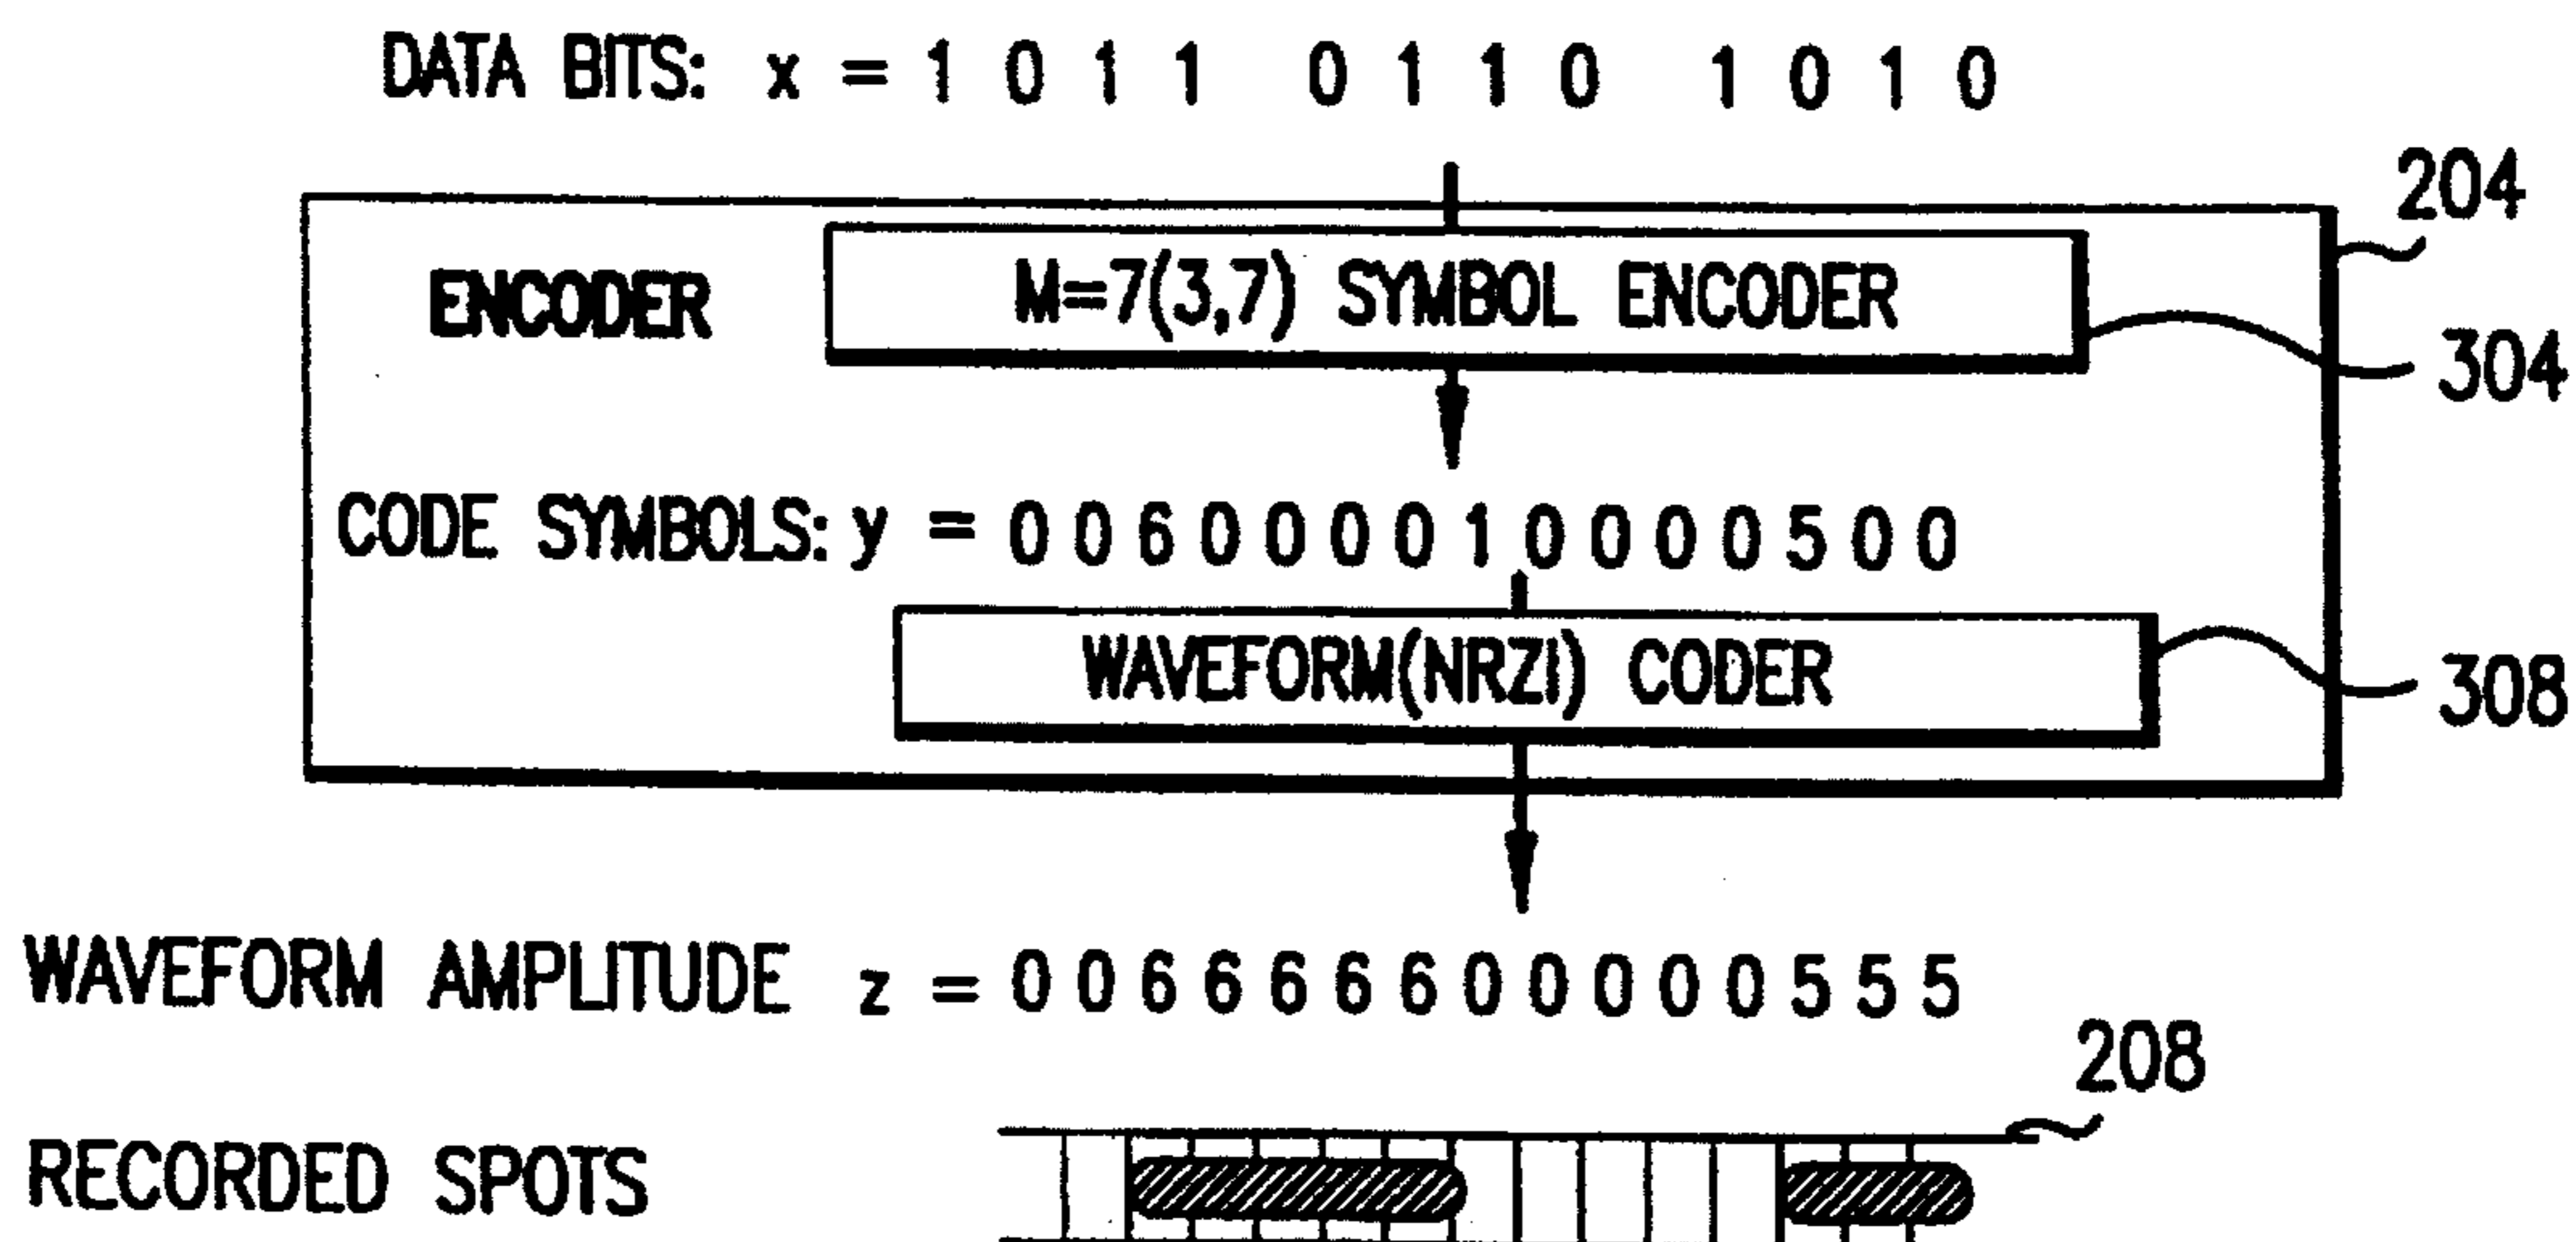 DATA BITS: x = 1 0 1 1 0 1 1 0 1 0 1 0
204
ENCODER
M=7(3,7) SYMBOL ENCODER
304
CODE SYMBOLS: y = 0 0 6 0 0 0 0 1 0 0 0 0 5 0 0
WAVEFORM(NRZI) CODER
308
WAVEFORM AMPLITUDE z = 0 0 6 6 6 6 6 0 0 0 0 0 5 5 5
208
RECORDED SPOTS